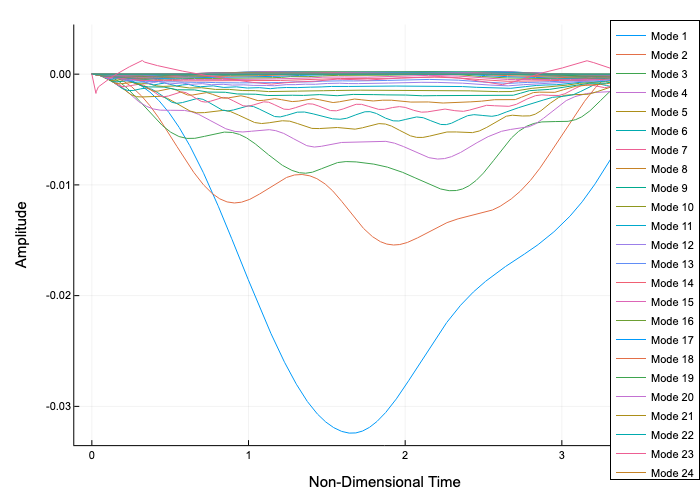 0.00
-0.01
-0.02
-0.03
Amplitude
0
1
2
3
Non-Dimensional Time
Mode 1
Mode 2
Mode 3
Mode 4
Mode 5
Mode 6
Mode 7
Mode 8
Mode 9
Mode 10
Mode 11
Mode 12
Mode 13
Mode 14
Mode 15
Mode 16
Mode 17
Mode 18
Mode 19
Mode 20
Mode 21
Mode 22
Mode 23
Mode 24